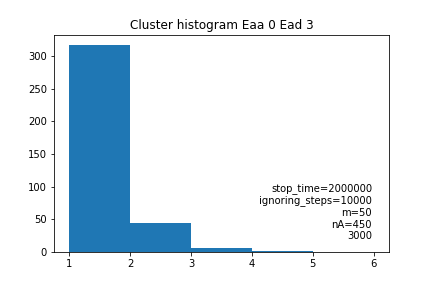 Cluster histogram Eaa 0 Ead 3
300
250
200
150
100
50
0
stop_time=2000000
ignoring_steps=10000
m=50
nA=450
3000
1 2 3 4 5 6